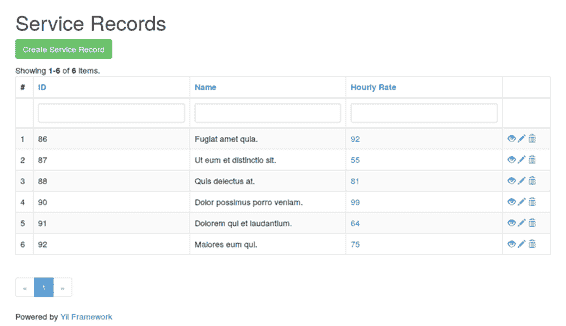 Service Records
Create Service Record
Showing 1-6 of 6 items.
# ID Name Hourly Rate
1 86 Fugiat amet quia. 92
2 87 Ut eum et distinctio sit. 55
3 88 Quis delectus at. 81
4 90 Dolor possimus porro veniam. 99
5 91 Dolorem qui et laudantium. 64
6 92 Maiores eum qui. 75
« 1 »
Powered by Yii Framework